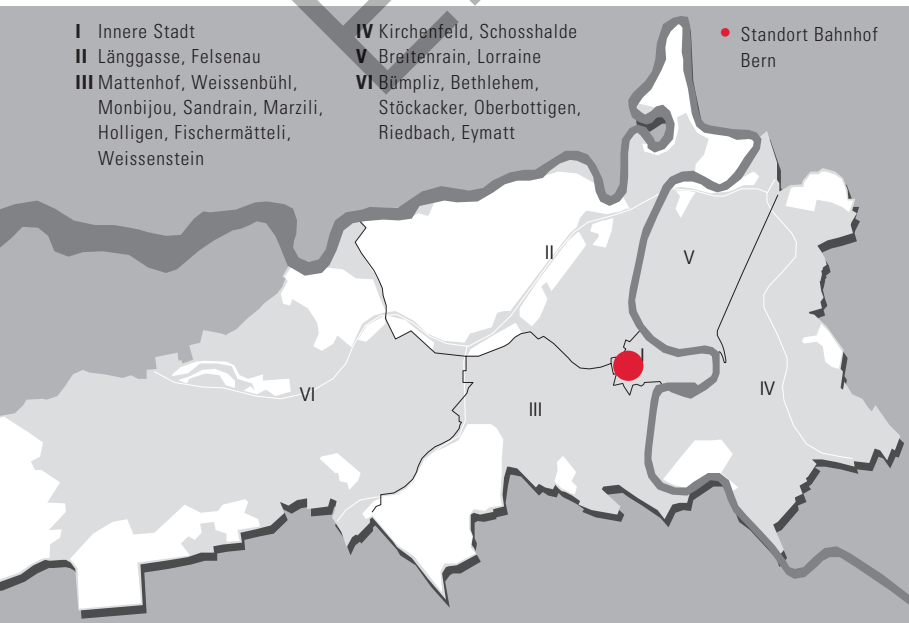 I Innere Stadt
II Länggasse, Felsenau
III Mattenhof, Weissenbühl,
Monbijou, Sandrain, Marzili,
Holligen, Fischermätteli,
Weissenstein
IV Kirchenfeld, Schosshalde
V Breitenrain, Lorraine
VI Bümpliz, Bethlehem,
Stöckacker, Oberbottigen,
Riedbach, Eymatt
Standort Bahnhof
Bern
II
V
I
VI
IV
III